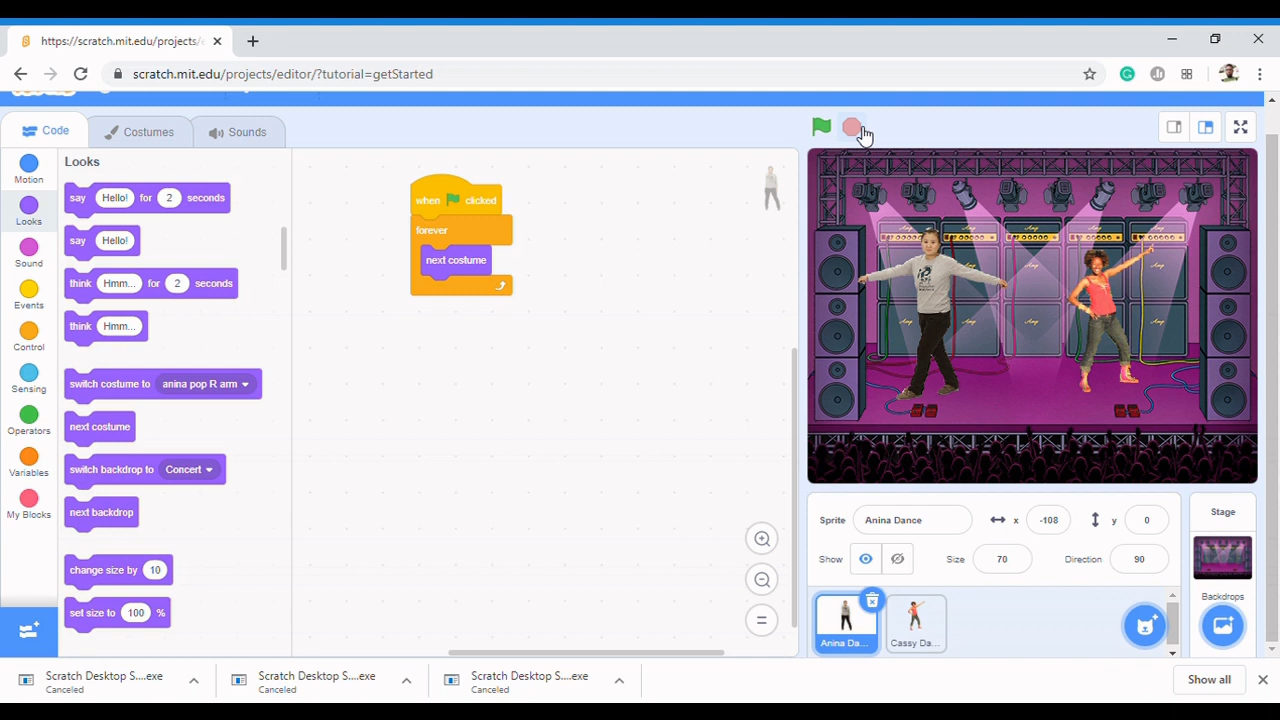 https://scratch.mit.edu/projects/e
scratch.mit.edu/projects/editor/?tutorial=getStarted
Code
Costumes
Sounds
Motion
Looks
Sound
Events
Control
Sensing
Operators
Variables
My Blocks
Looks
say Hello! for 2 seconds
say Hello!
think Hmm... for 2 seconds
think Hmm...
switch costume to anina pop R arm
next costume
switch backdrop to Concert
next backdrop
change size by 10
set size to 100 %
when clicked
forever
next costume
Amp Amp Amp Amp
Sprite Anina Dance x -108 y 0
Show Size 70 Direction 90
Anina Da...
Cassy Da...
Stage
Backdrops
Scratch Desktop S....exe
Canceled
Scratch Desktop S....exe
Canceled
Scratch Desktop S....exe
Canceled
Show all